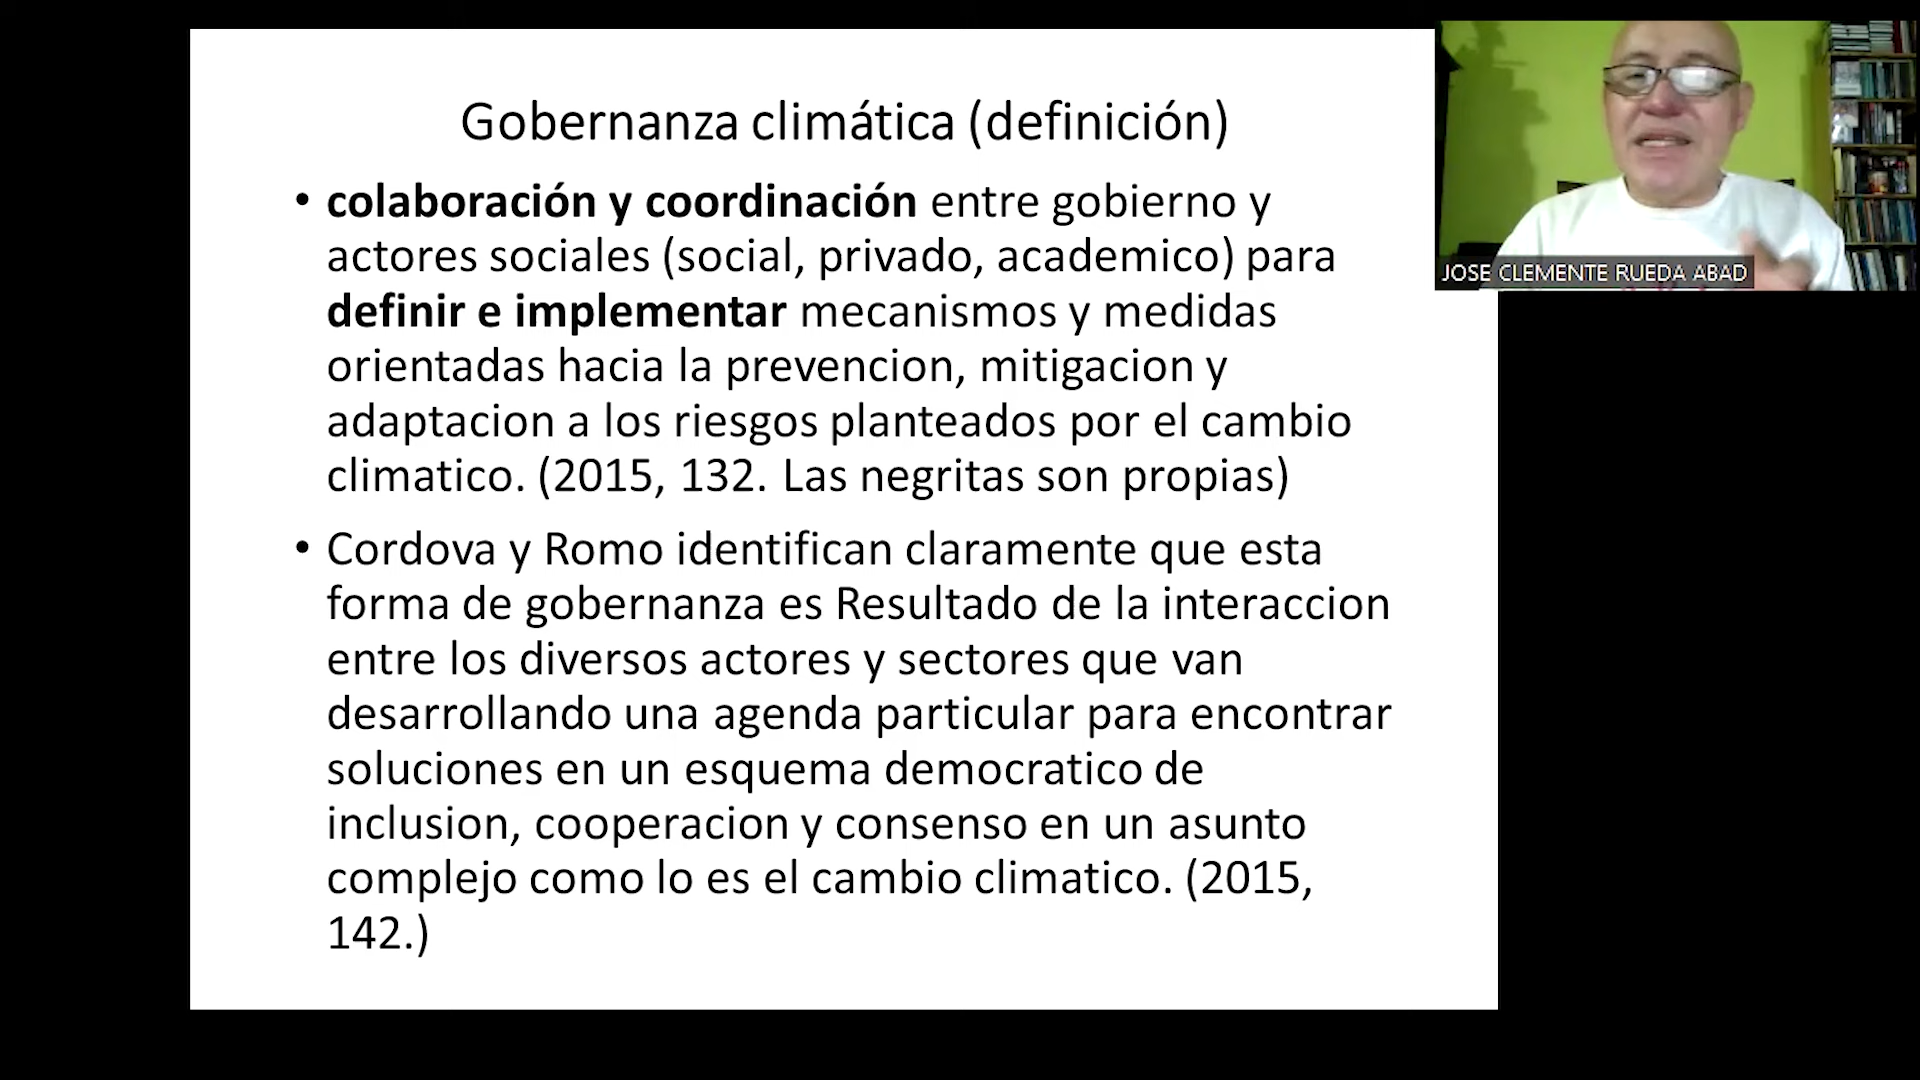 Gobernanza climática (definición)
• colaboración y coordinación entre gobierno y
actores sociales (social, privado, academico) para
definir e implementar mecanismos y medidas
orientadas hacia la prevencion, mitigacion y
adaptacion a los riesgos planteados por el cambio
climatico. (2015, 132. Las negritas son propias)
• Cordova y Romo identifican claramente que esta
forma de gobernanza es Resultado de la interaccion
entre los diversos actores y sectores que van
desarrollando una agenda particular para encontrar
soluciones en un esquema democratico de
inclusion, cooperacion y consenso en un asunto
complejo como lo es el cambio climatico. (2015,
142.)
JOSE CLEMENTE RUEDA ABAD